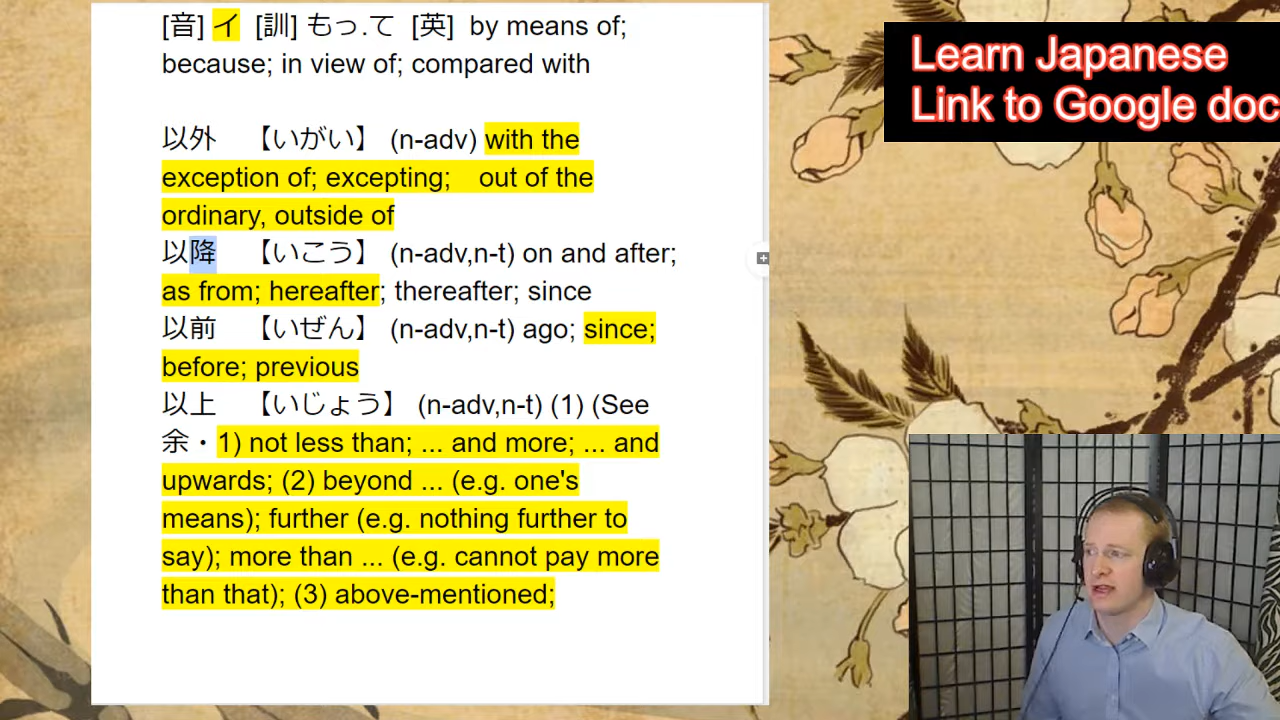 [音] イ [訓] もっ.て [英] by means of;
because; in view of; compared with
以外 【いがい】 (n-adv) with the
exception of; excepting; out of the
ordinary, outside of
以降 【いこう】 (n-adv,n-t) on and after;
as from; hereafter; thereafter; since
以前 【いぜん】 (n-adv,n-t) ago; since;
before; previous
以上 【いじょう】 (n-adv,n-t) (1) (See
余・1) not less than; ... and more; ... and
upwards; (2) beyond ... (e.g. one's
means); further (e.g. nothing further to
say); more than ... (e.g. cannot pay more
than that); (3) above-mentioned;
Learn Japanese
Link to Google doc